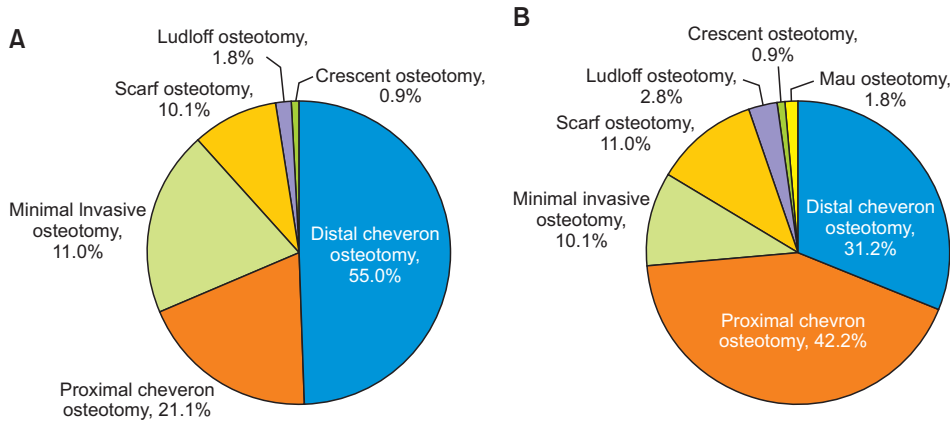 A
Ludloff osteotomy,
1.8%
Crescent osteotomy,
0.9%
Scarf osteotomy,
10.1%
Minimal Invasive
osteotomy,
11.0%
Distal cheveron
osteotomy,
55.0%
Proximal cheveron
osteotomy, 21.1%
B
Crescent osteotomy,
0.9%
Ludloff osteotomy,
2.8%
Mau osteotomy,
1.8%
Scarf osteotomy,
11.0%
Minimal invasive
osteotomy,
10.1%
Distal cheveron
osteotomy,
31.2%
Proximal chevron
osteotomy, 42.2%